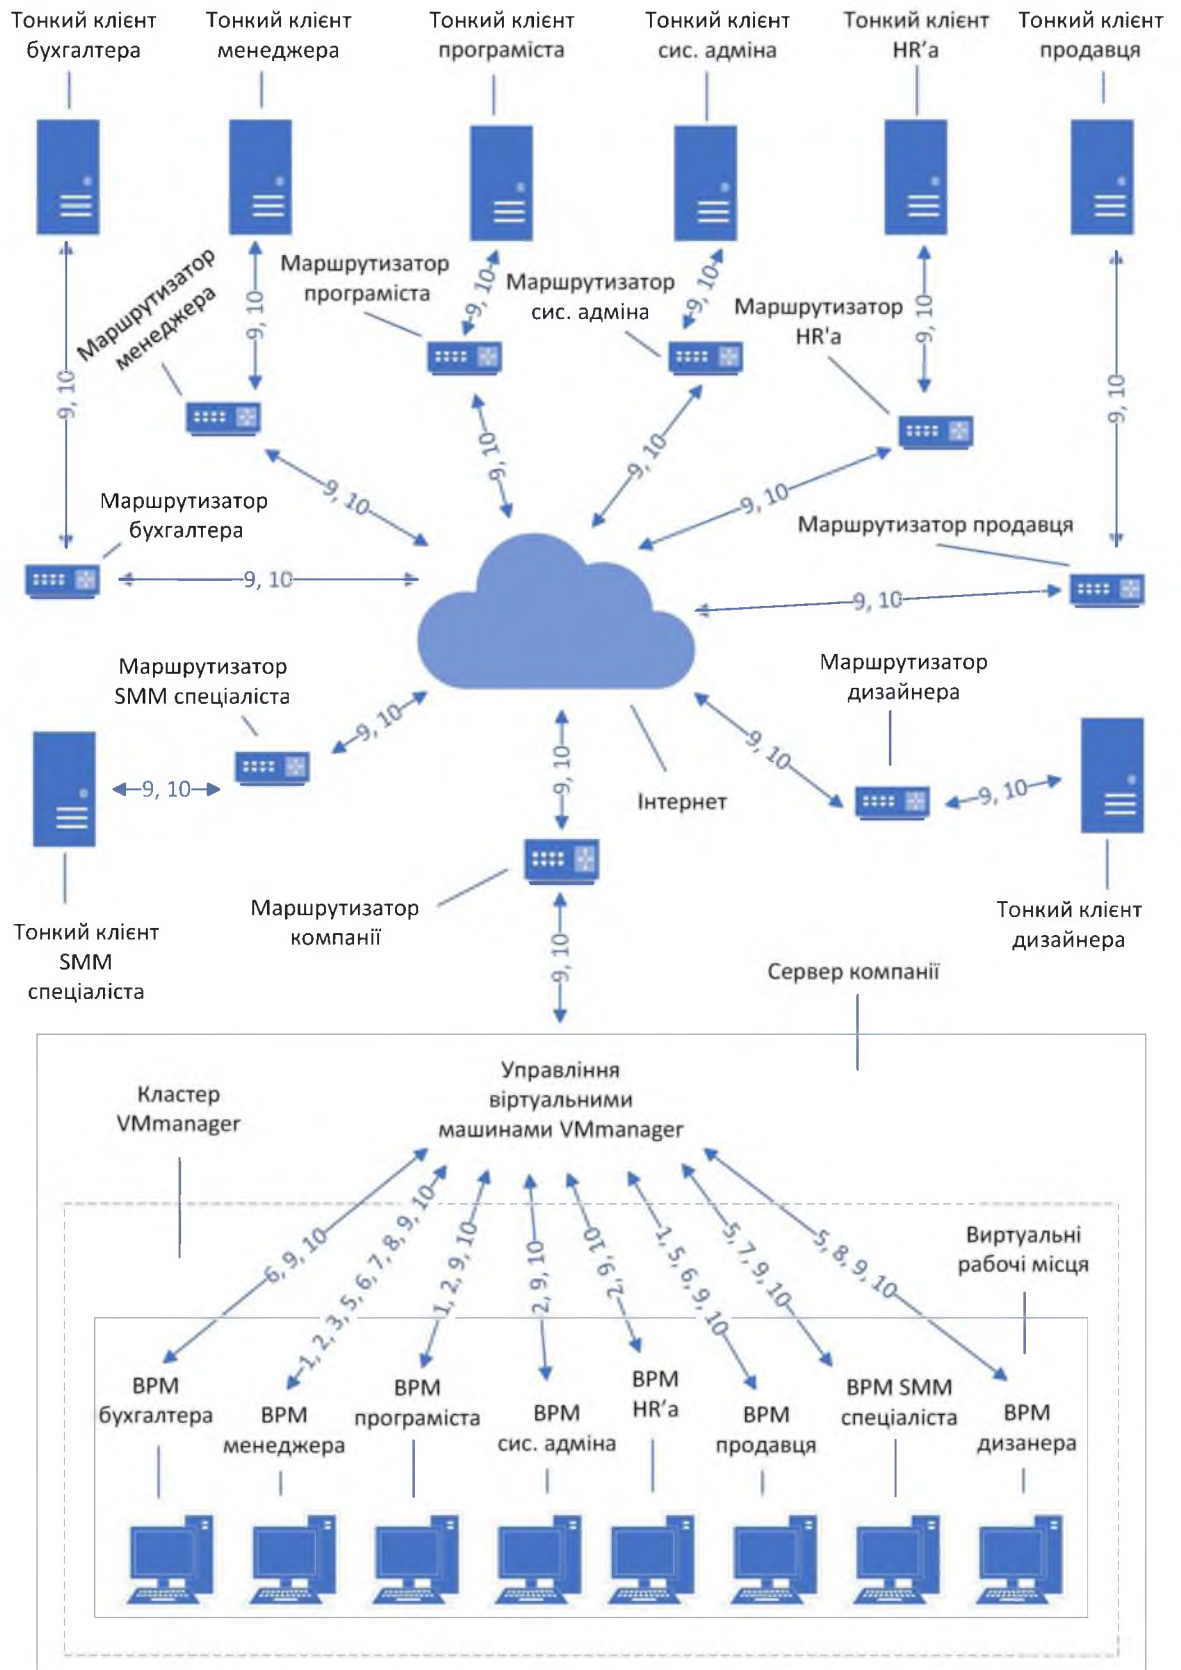 Тонкий клієнт
бухгалтера
Тонкий клієнт
менеджера
Тонкий клієнт
програміста
Тонкий клієнт
сис. адміна
Тонкий клієнт
HR'a
Тонкий клієнт
продавця
Маршрутизатор
менеджера
Маршрутизатор
програміста
Маршрутизатор
сис. адміна
Маршрутизатор
HR'a
9, 10
9, 10
9, 10
9, 10
9, 10
9, 10
9, 10
9, 10
9, 10
9, 10
Маршрутизатор
бухгалтера
Маршрутизатор продавця
9, 10
9, 10
Маршрутизатор
SMM спеціаліста
Маршрутизатор
дизайнера
9, 10
9, 10
9, 10
9, 10
9, 10
Інтернет
Маршрутизатор
компанії
Тонкий клієнт
SMM
спеціаліста
Тонкий клієнт
дизайнера
9, 10
Сервер компанії
Управління
віртуальними
машинами VMmanager
Кластер
VMmanager
Виртуальні
рабочі місця
6, 9, 10
1, 2, 3, 5, 6, 7, 8, 9, 10
1, 2, 9, 10
2, 9, 10
2, 9, 10
1, 5, 6, 9, 10
5, 7, 9, 10
5, 8, 9, 10
ВРМ
бухгалтера
ВРМ
менеджера
ВРМ
програміста
ВРМ
сис. адміна
ВРМ
HR'a
ВРМ
продавця
ВРМ SMM
спеціаліста
ВРМ
дизанера